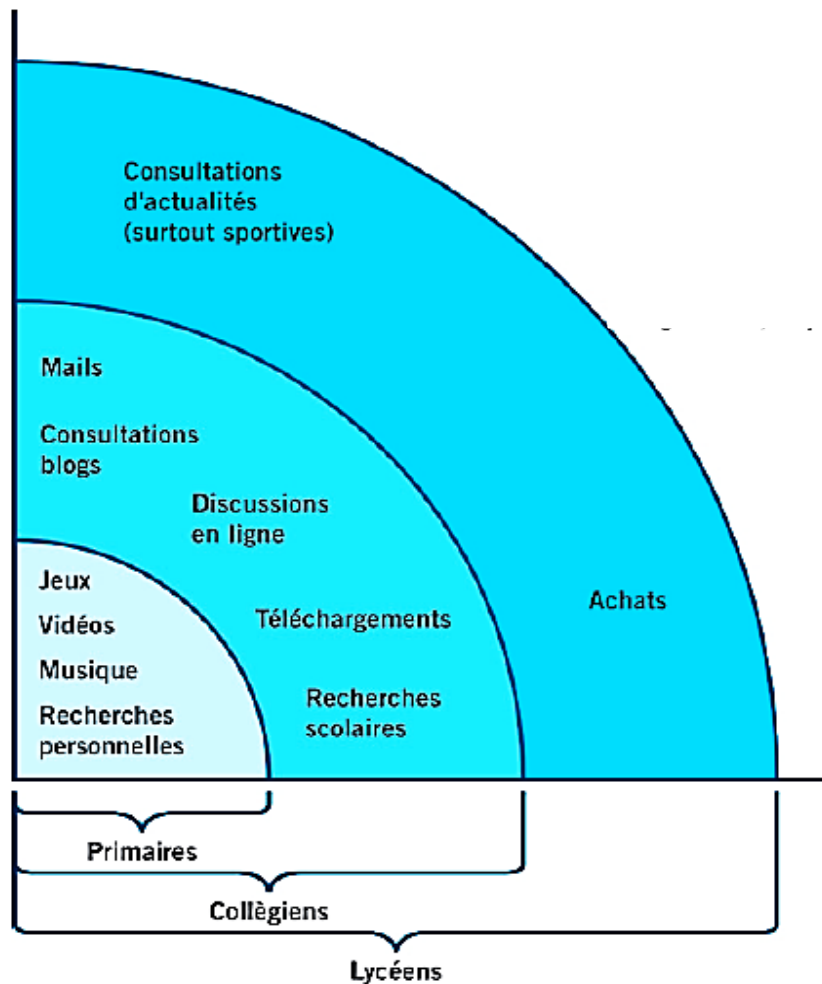 Consultations
d'actualités
(surtout sportives)
Mails
Consultations
blogs
Discussions
en ligne
Jeux
Vidéos
Musique
Recherches
personnelles
Téléchargements
Achats
Recherches
scolaires
Primaires
Collègiens
Lycéens